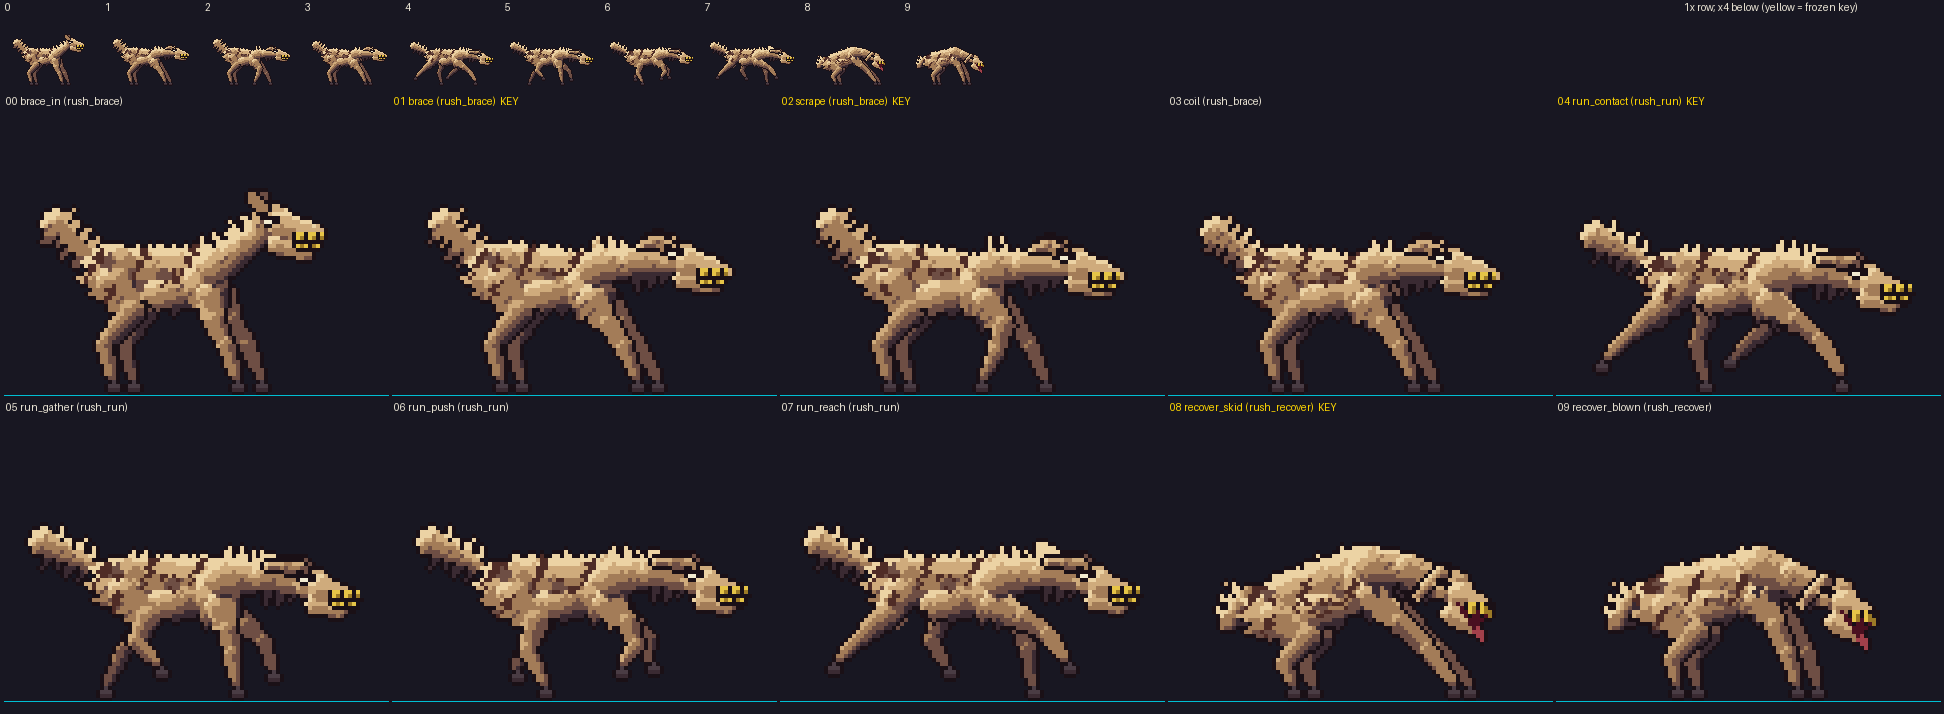 0 1 2 3 4 5 6 7 8 9 1x row; x4 below (yellow = frozen key)
00 brace_in (rush_brace) 01 brace (rush_brace) KEY 02 scrape (rush_brace) KEY 03 coil (rush_brace) 04 run_contact (rush_run) KEY
05 run_gather (rush_run) 06 run_push (rush_run) 07 run_reach (rush_run) 08 recover_skid (rush_recover) KEY 09 recover_blown (rush_recover)